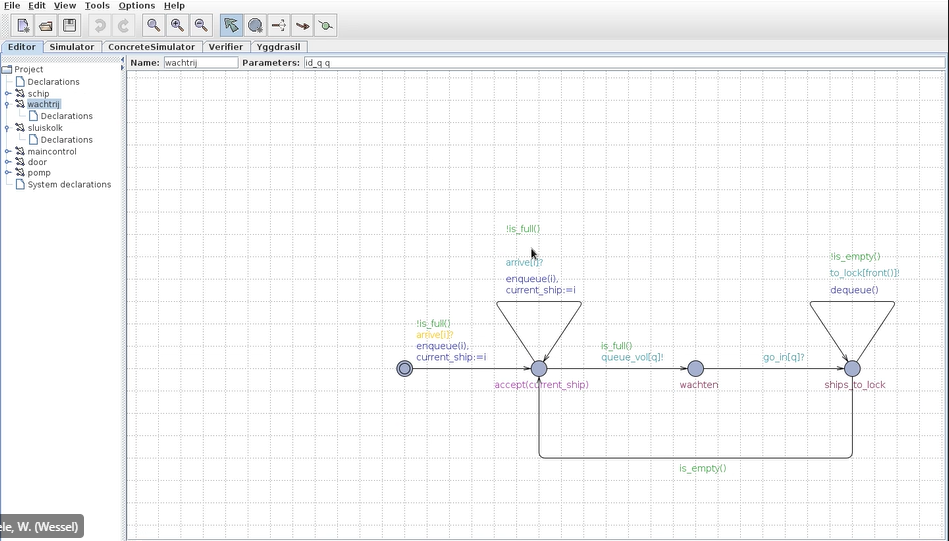 File Edit View Tools Options Help
Editor Simulator ConcreteSimulator Verifier Yggdrasil
Name: wachtrij Parameters: id_q q
Project
Declarations
schip
wachtrij
Declarations
sluiskolk
Declarations
maincontrol
door
pomp
System declarations
!is_full()
arrive[i]?
enqueue(i),
current_ship:=i
!is_empty()
to_lock[front()]!
dequeue()
!is_full()
arrive[i]?
enqueue(i),
current_ship:=i
is_full()
queue_vol[q]!
go_in[q]?
accept(current_ship)
wachten
ships_to_lock
is_empty()
ele, W. (Wessel)